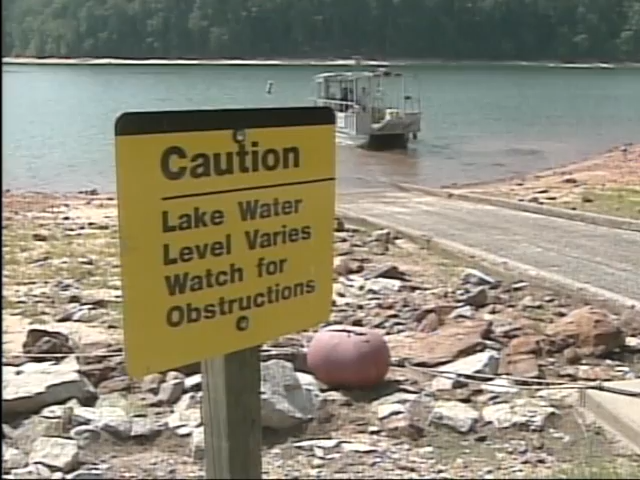 Caution
Lake Water
Level Varies
Watch for
Obstructions